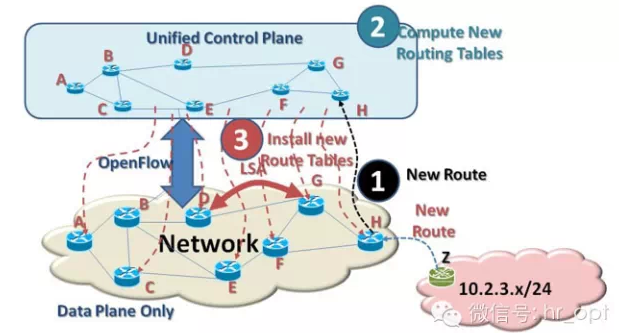 Unified Control Plane
2
Compute New
Routing Tables
A
B
D
G
C
E
F
H
3
Install new
Route Tables
OpenFlow
LSA
1
New Route
New
Route
A
B
D
G
H
Network
C
E
F
Z
10.2.3.x/24
Data Plane Only
微信号: hr_opt